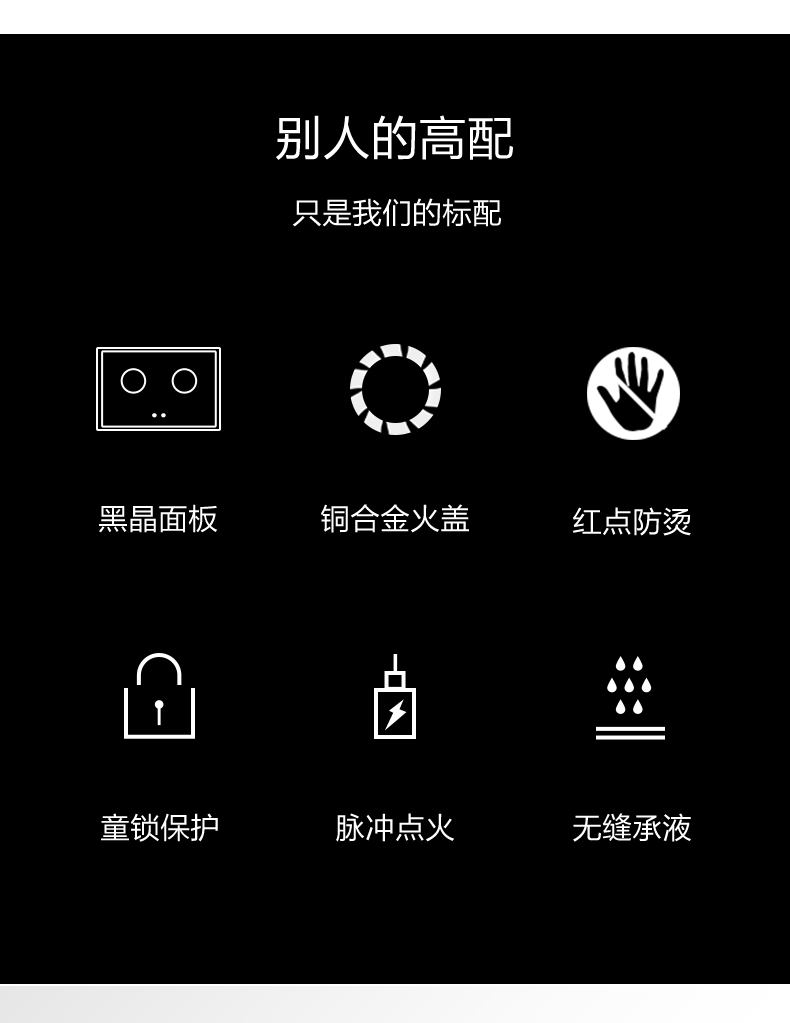 别人的高配
只是我们的标配
黑晶面板
铜合金火盖
红点防烫
童锁保护
脉冲点火
无缝承液